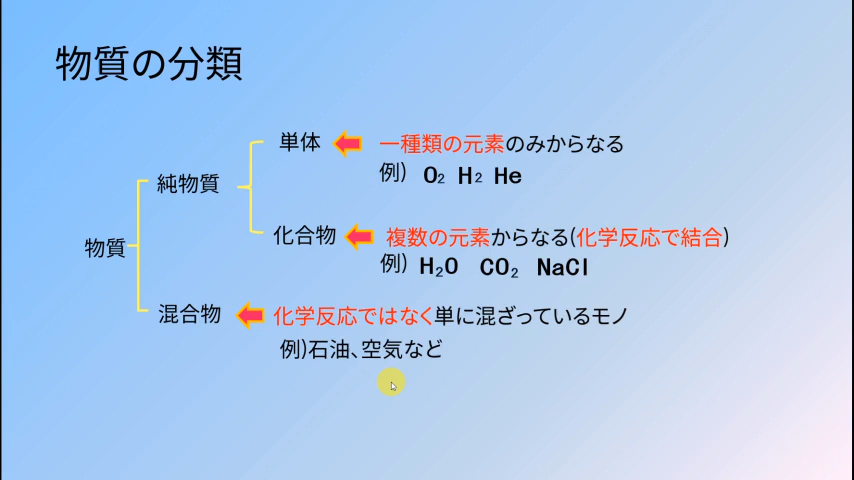 物質の分類
単体
一種類の元素のみからなる
例) O₂ H₂ He
純物質
化合物
複数の元素からなる(化学反応で結合)
例) H₂O CO₂ NaCl
物質
混合物
化学反応ではなく単に混ざっているモノ
例)石油、空気など